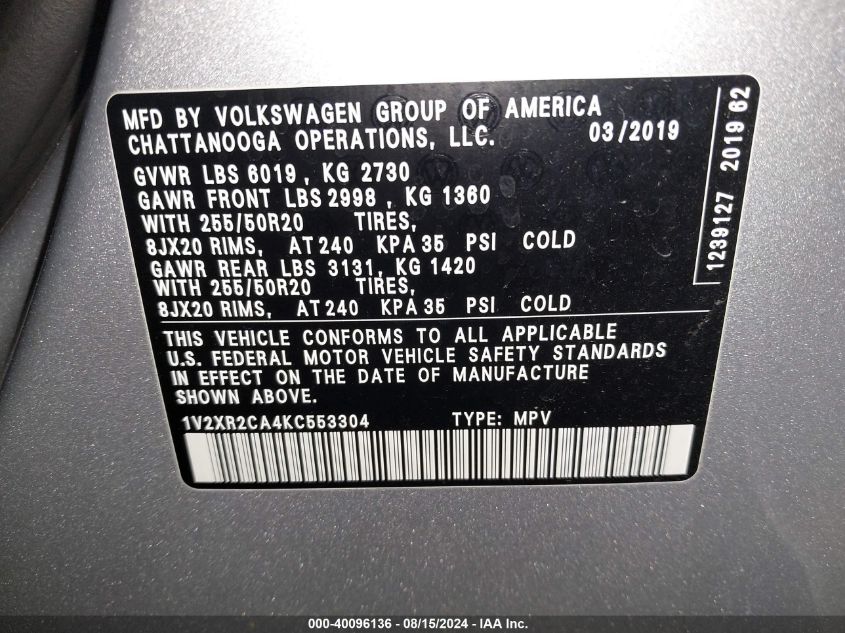 MFD BY VOLKSWAGEN GROUP OF AMERICA
CHATTANOOGA OPERATIONS, LLC. 03/2019
GVWR LBS 6019, KG 2730
GAWR FRONT LBS 2998, KG 1360
WITH 255/50R20 TIRES,
8JX20 RIMS, AT 240 KPA 35 PSI COLD
GAWR REAR LBS 3131, KG 1420
WITH 255/50R20 TIRES,
8JX20 RIMS, AT 240 KPA 35 PSI COLD
THIS VEHICLE CONFORMS TO ALL APPLICABLE
U.S. FEDERAL MOTOR VEHICLE SAFETY STANDARDS
IN EFFECT ON THE DATE OF MANUFACTURE
SHOWN ABOVE.
1V2XR2CA4KC553304 TYPE: MPV
1239127 2019 62
000-40096136 - 08/15/2024 - IAA Inc.